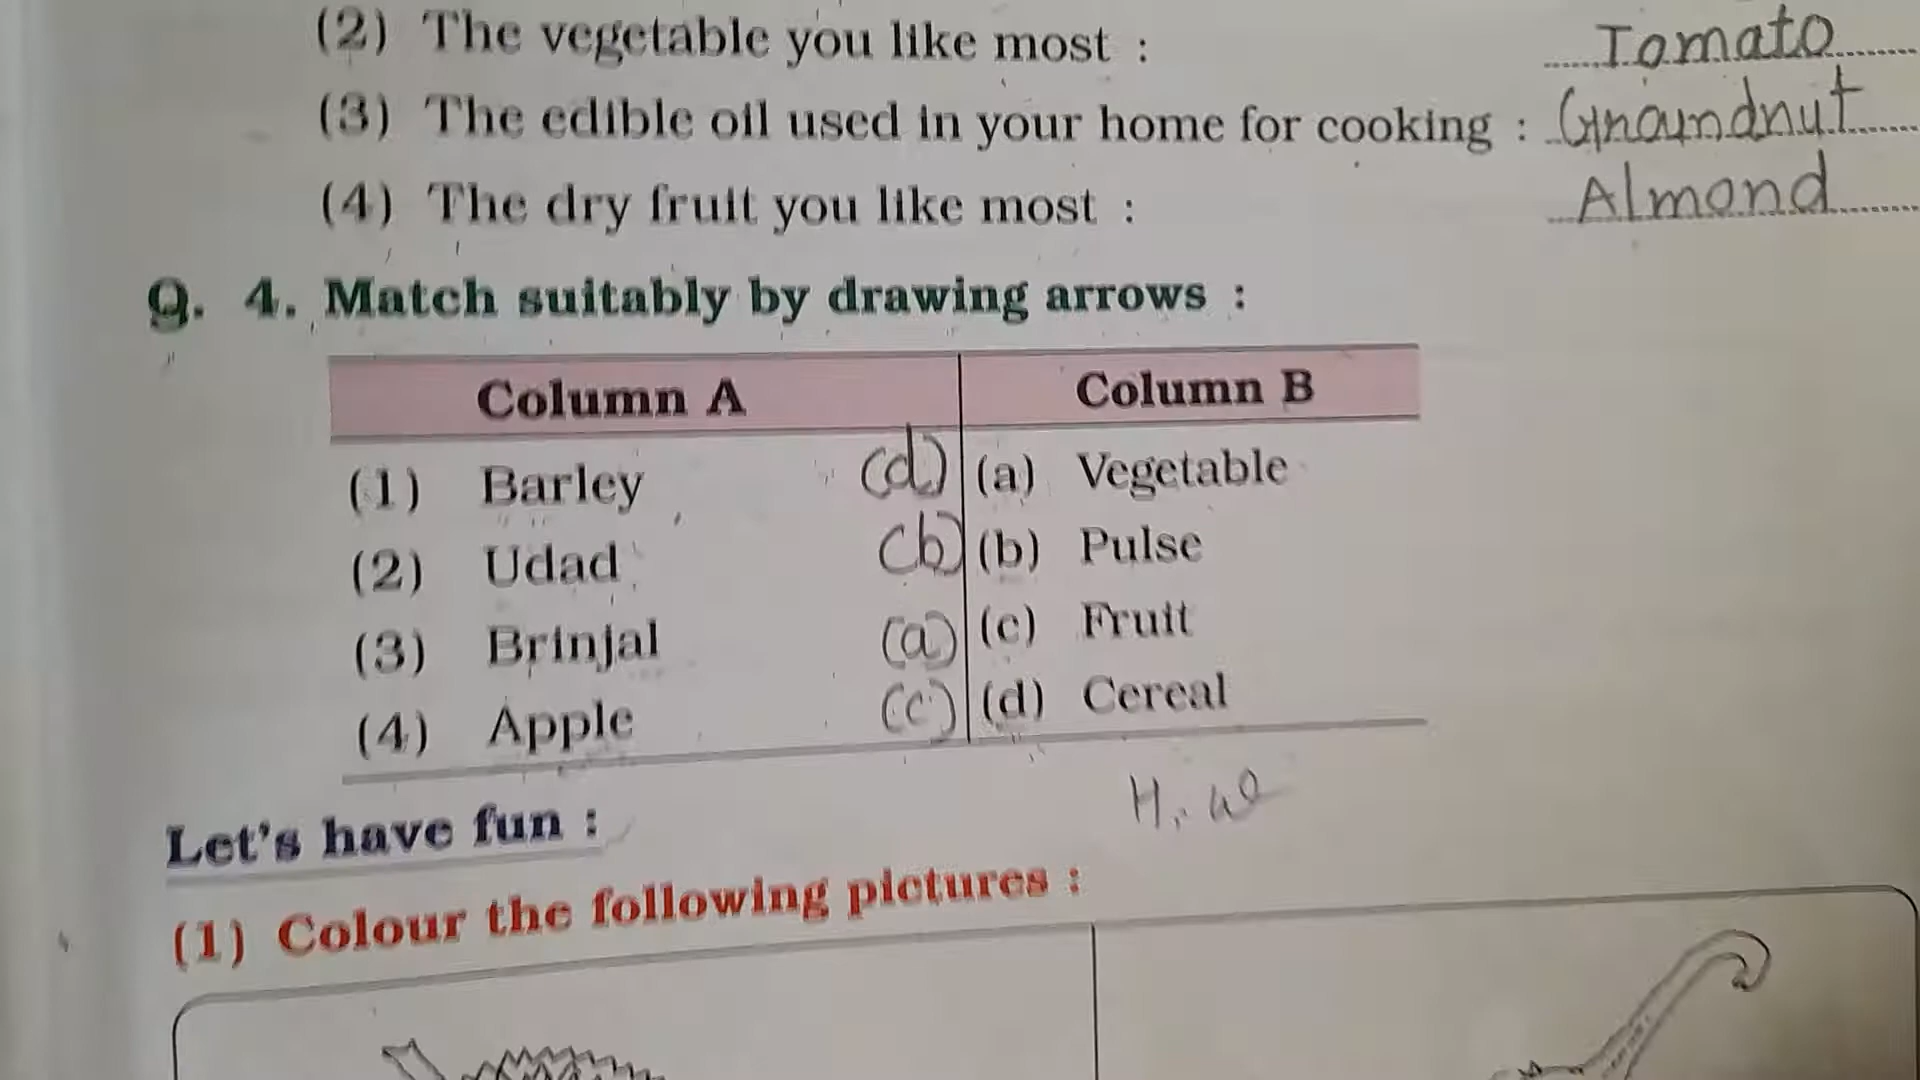 (2) The vegetable you like most : Tomato
(3) The edible oil used in your home for cooking : Groundnut
(4) The dry fruit you like most : Almond
Q. 4. Match suitably by drawing arrows :
Column A Column B
(1) Barley (d) (a) Vegetable
(2) Udad (b) (b) Pulse
(3) Brinjal (a) (c) Fruit
(4) Apple (c) (d) Cereal
H.w
Let's have fun :
(1) Colour the following pictures :